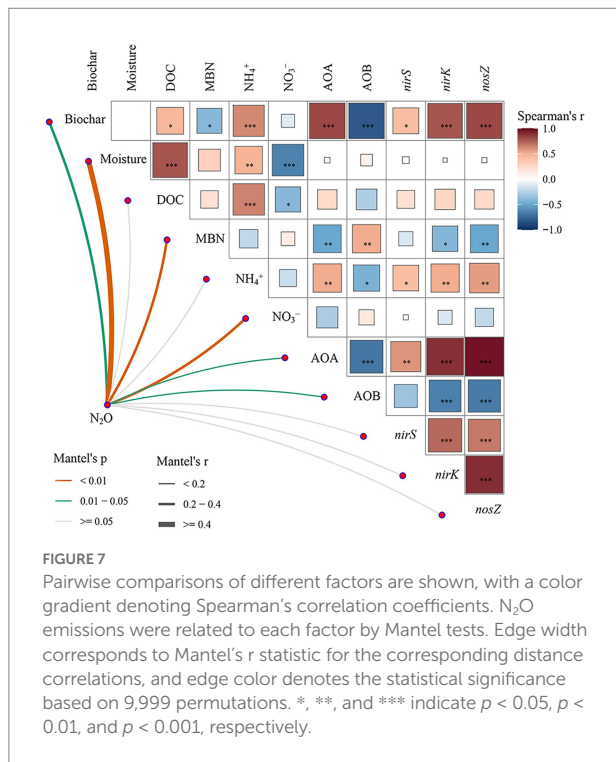 Biochar
Moisture
DOC
MBN
NH₄⁺
NO₃⁻
AOA
AOB
nirS
nirK
nosZ
Biochar * * *** *** *** * *** ***
Moisture *** ** ***
DOC *** *
MBN ** ** * **
NH₄⁺ ** * * ** **
NO₃⁻
AOA *** ** *** ***
AOB *** ***
nirS *** ***
nirK ***
nosZ
Spearman's r
1.0
0.5
0.0
−0.5
−1.0
N₂O
Mantel's p
< 0.01
0.01 − 0.05
>= 0.05
Mantel's r
< 0.2
0.2 − 0.4
>= 0.4
FIGURE 7
Pairwise comparisons of different factors are shown, with a color
gradient denoting Spearman's correlation coefficients. N₂O
emissions were related to each factor by Mantel tests. Edge width
corresponds to Mantel's r statistic for the corresponding distance
correlations, and edge color denotes the statistical significance
based on 9,999 permutations. *, **, and *** indicate p < 0.05, p <
0.01, and p < 0.001, respectively.